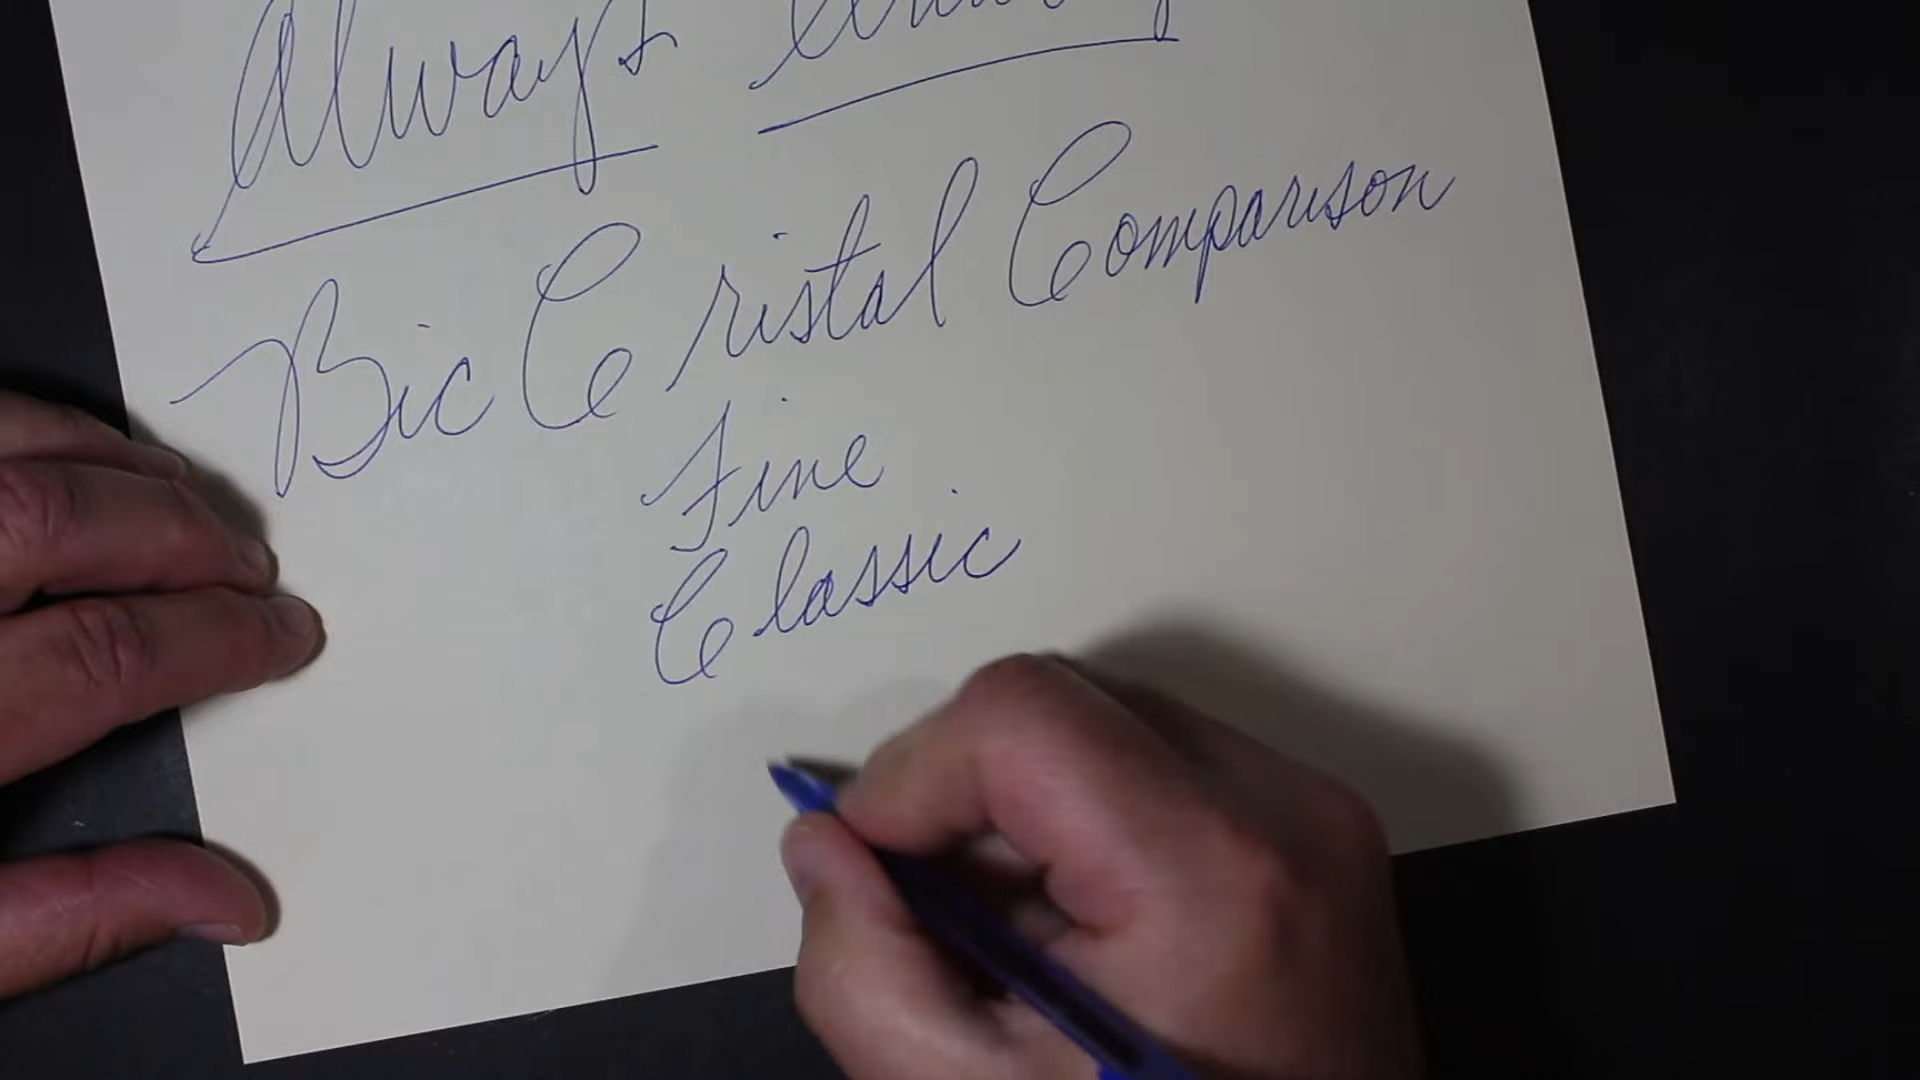 Always
Bic Cristal Comparison
Fine
Classic